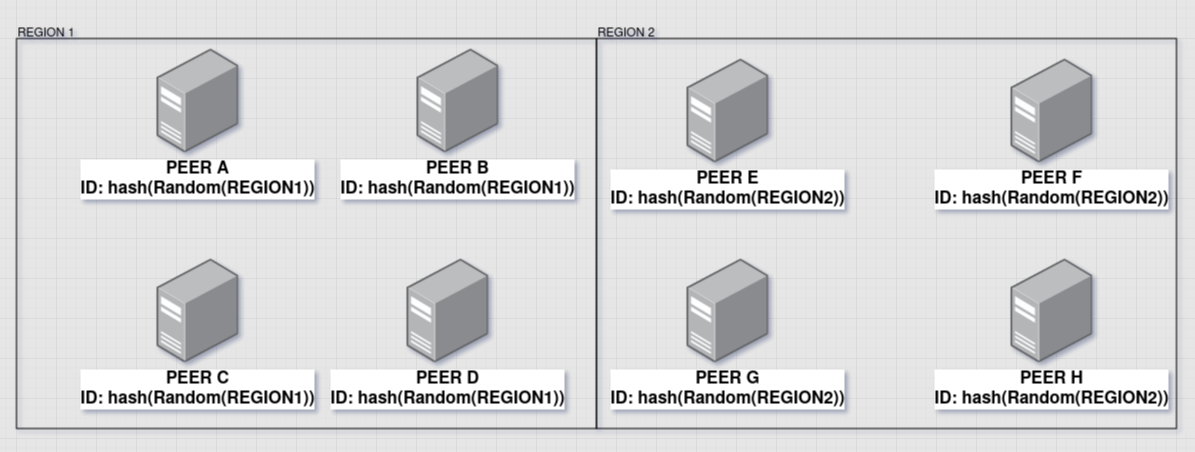 REGION 1
REGION 2
PEER A
ID: hash(Random(REGION1))
PEER B
ID: hash(Random(REGION1))
PEER E
ID: hash(Random(REGION2))
PEER F
ID: hash(Random(REGION2))
PEER C
ID: hash(Random(REGION1))
PEER D
ID: hash(Random(REGION1))
PEER G
ID: hash(Random(REGION2))
PEER H
ID: hash(Random(REGION2))